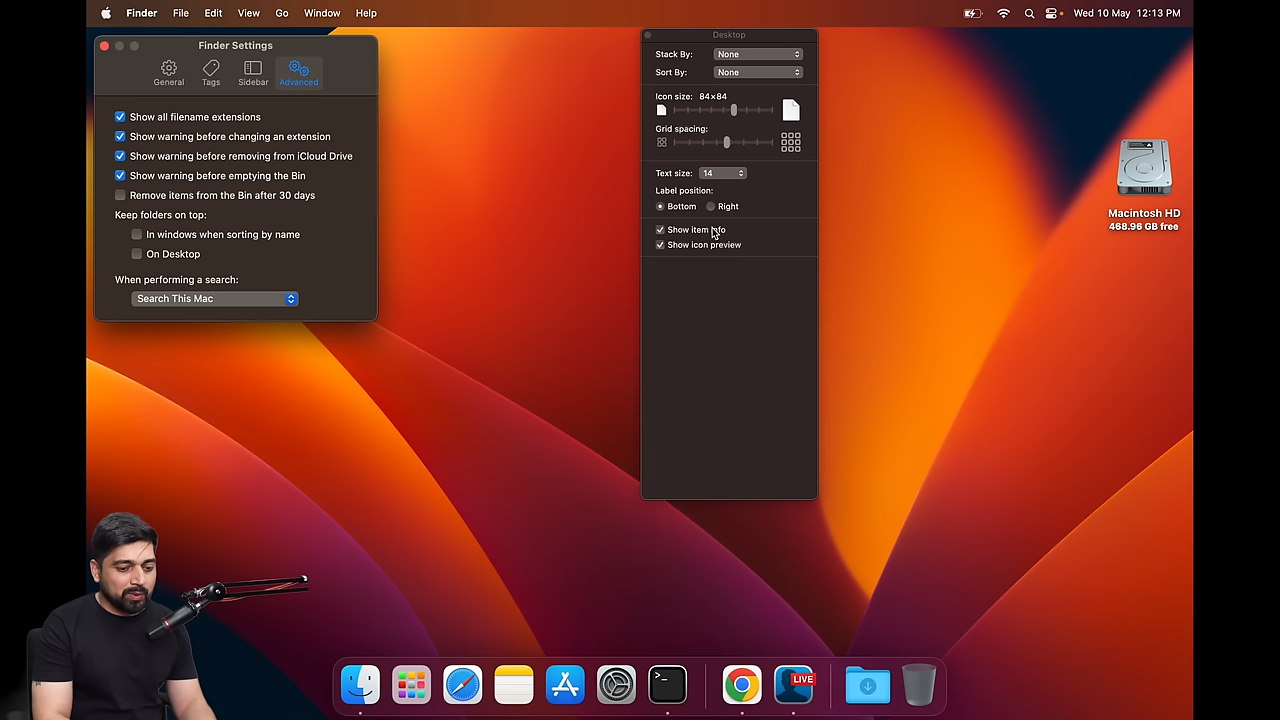 Finder File Edit View Go Window Help
Wed 10 May 12:13 PM
Finder Settings
General Tags Sidebar Advanced
Show all filename extensions
Show warning before changing an extension
Show warning before removing from iCloud Drive
Show warning before emptying the Bin
Remove items from the Bin after 30 days
Keep folders on top:
In windows when sorting by name
On Desktop
When performing a search:
Search This Mac
Desktop
Stack By: None
Sort By: None
Icon size: 84×84
Grid spacing:
Text size: 14
Label position:
Bottom Right
Show item info
Show icon preview
Macintosh HD
468.96 GB free
>_
LIVE